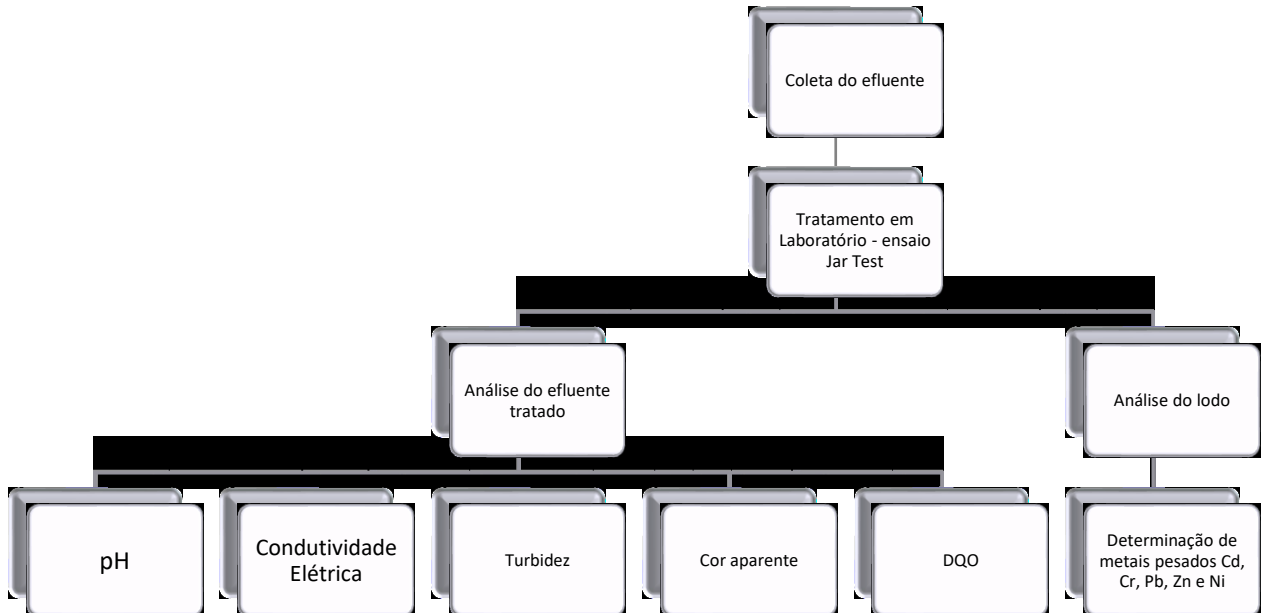 Coleta do efluente
Tratamento em
Laboratório - ensaio
Jar Test
Análise do efluente
tratado
Análise do lodo
pH
Condutividade
Elétrica
Turbidez
Cor aparente
DQO
Determinação de
metais pesados Cd,
Cr, Pb, Zn e Ni